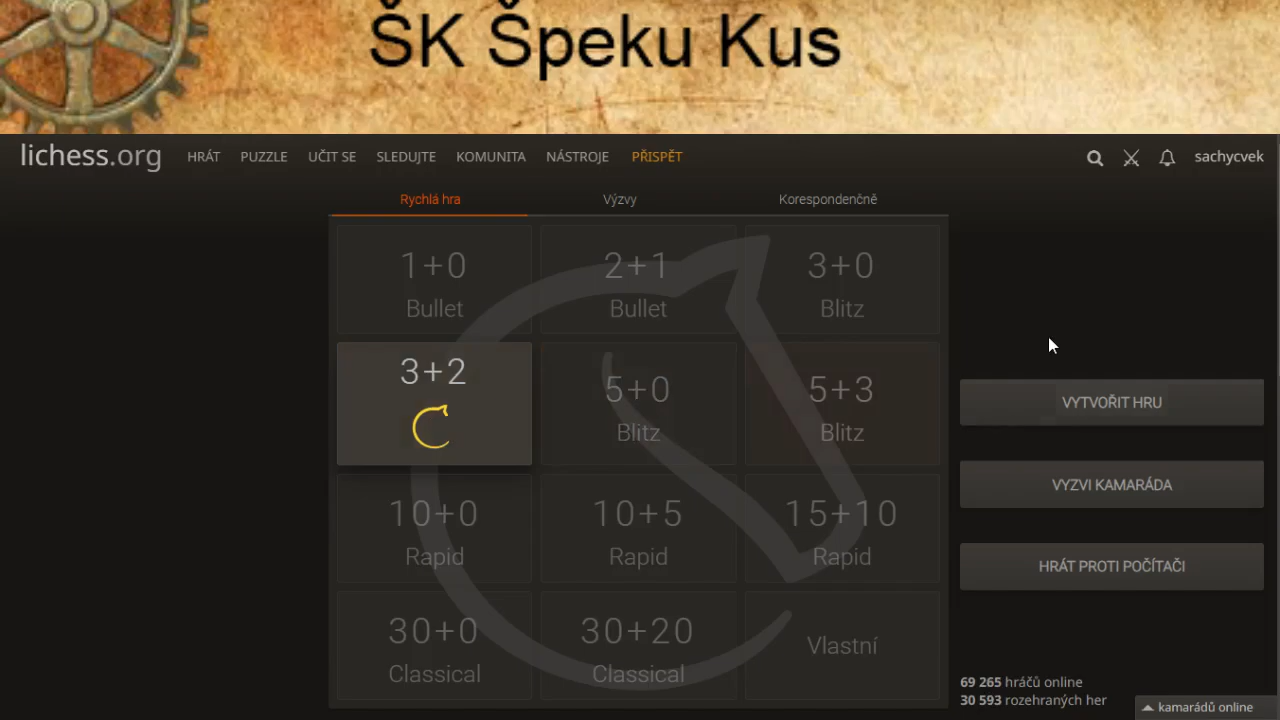 ŠK Špeku Kus
lichess.org HRÁT PUZZLE UČIT SE SLEDUJTE KOMUNITA NÁSTROJE PŘISPĚT sachycvek
Rychlá hra Výzvy Korespondenčně
1+0 2+1 3+0
Bullet Bullet Blitz
3+2 5+0 5+3
Blitz Blitz
10+0 10+5 15+10
Rapid Rapid Rapid
30+0 30+20 Vlastní
Classical Classical
VYTVOŘIT HRU
VYZVI KAMARÁDA
HRÁT PROTI POČÍTAČI
69 265 hráčů online
30 593 rozehraných her
kamarádů online